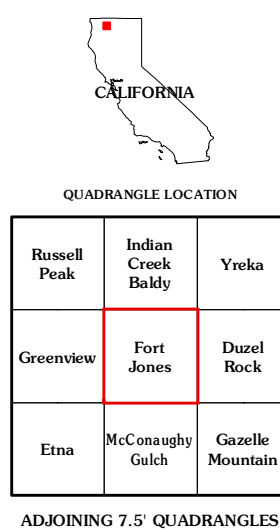 CALIFORNIA
QUADRANGLE LOCATION
Russell
Peak
Indian
Creek
Baldy
Yreka
Greenview
Fort
Jones
Duzel
Rock
Etna
McConaughy
Gulch
Gazelle
Mountain
ADJOINING 7.5' QUADRANGLES